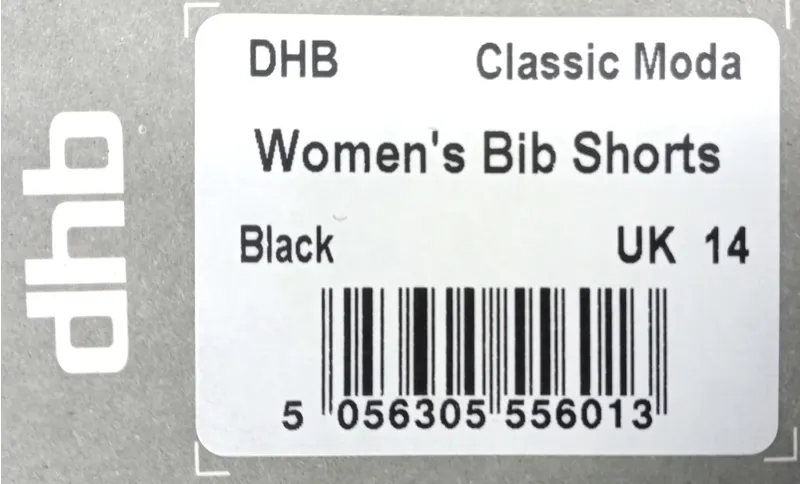 dhb
DHB Classic Moda
Women's Bib Shorts
Black UK 14
5 056305 556013